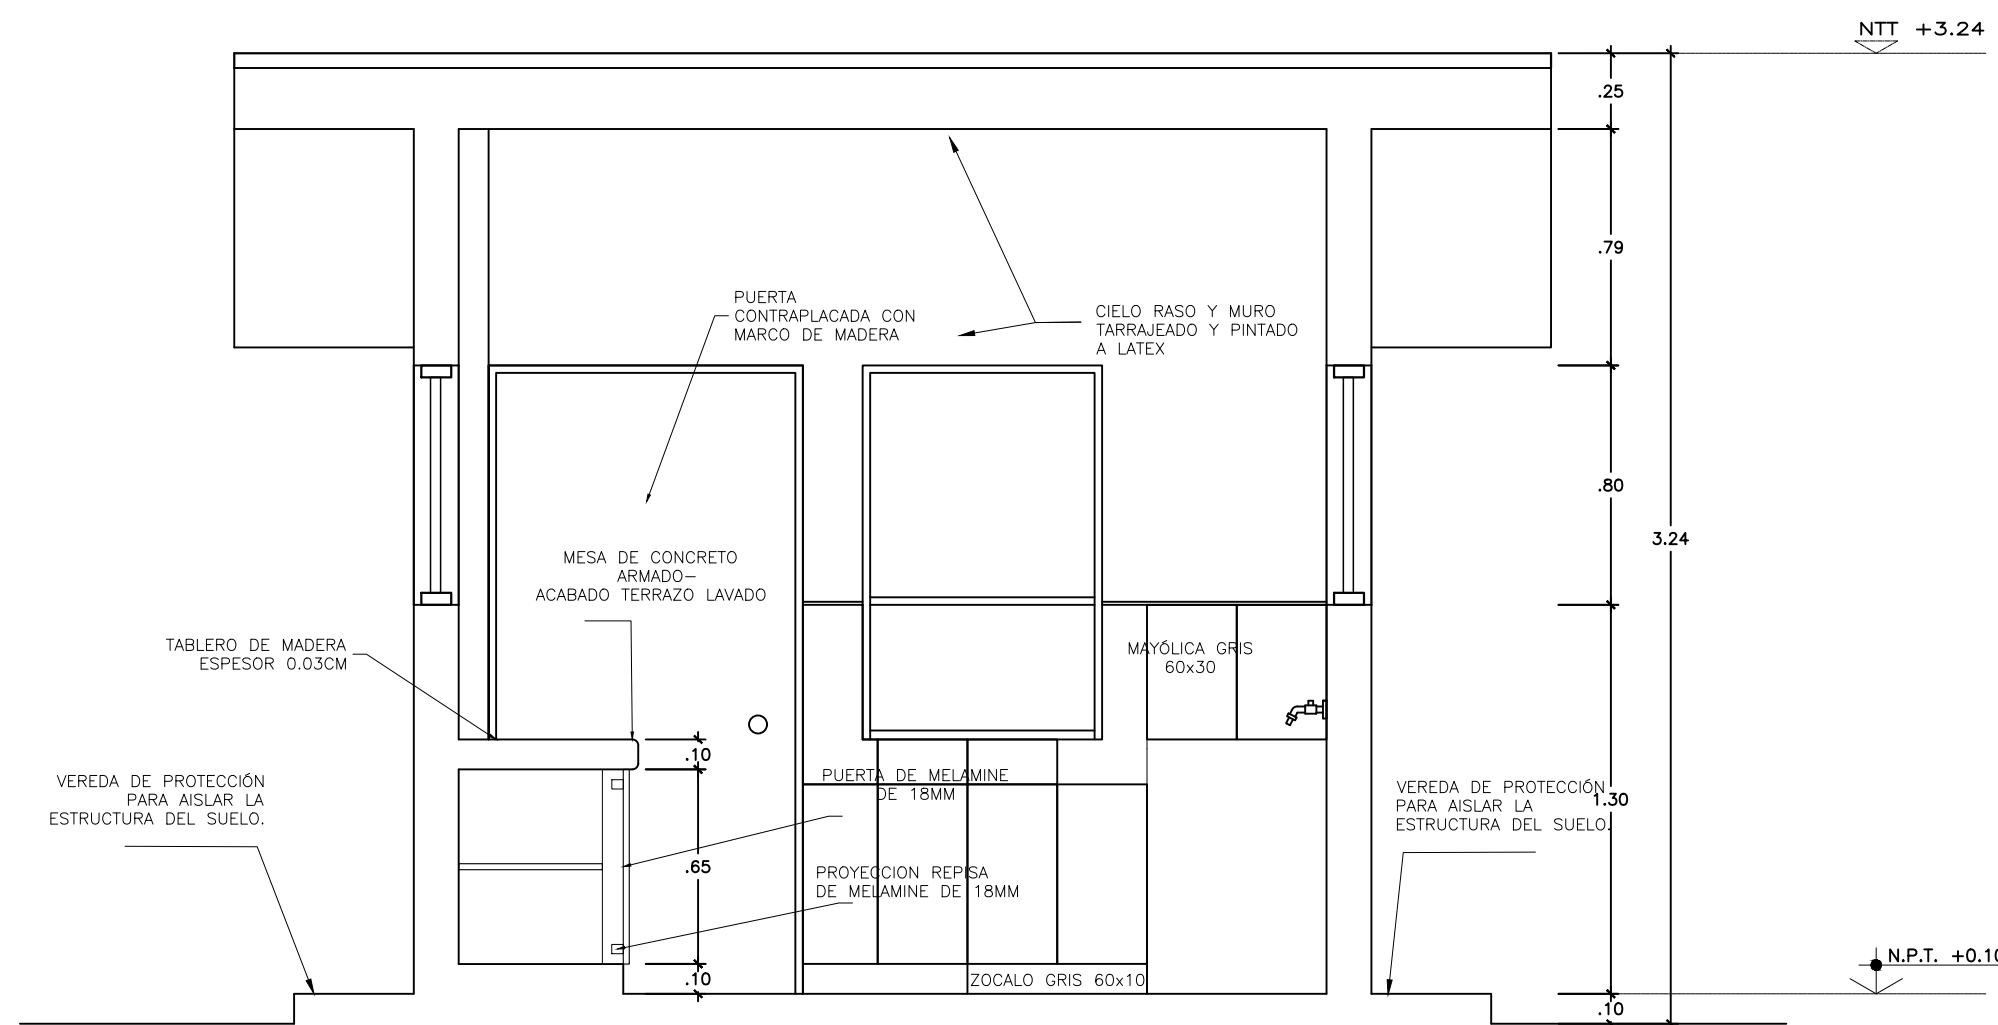 NTT +3.24
.25
.79
PUERTA
CONTRAPLACADA CON
MARCO DE MADERA
CIELO RASO Y MURO
TARRAJEADO Y PINTADO
A LATEX
.80
3.24
MESA DE CONCRETO
ARMADO-
ACABADO TERRAZO LAVADO
TABLERO DE MADERA
ESPESOR 0.03CM
MAYÓLICA GRIS
60x30
.10
VEREDA DE PROTECCIÓN
PARA AISLAR LA
ESTRUCTURA DEL SUELO.
PUERTA DE MELAMINE
DE 18MM
VEREDA DE PROTECCIÓN
PARA AISLAR LA
ESTRUCTURA DEL SUELO.
1.30
.65
PROYECCION REPISA
DE MELAMINE DE 18MM
N.P.T. +0.10
.10
ZOCALO GRIS 60x10
.10